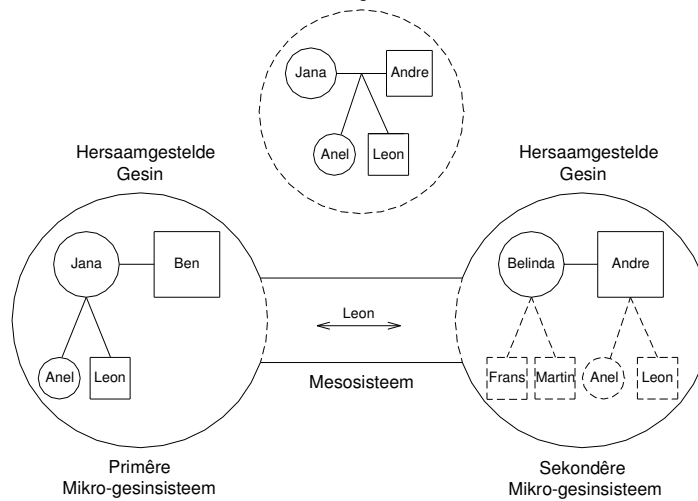 Jana
Andre
Anel
Leon
Hersaamgestelde
Gesin
Jana
Ben
Anel
Leon
Primêre
Mikro-gesinsisteem
Leon
Mesosisteem
Hersaamgestelde
Gesin
Belinda
Andre
Frans
Martin
Anel
Leon
Sekondêre
Mikro-gesinsisteem